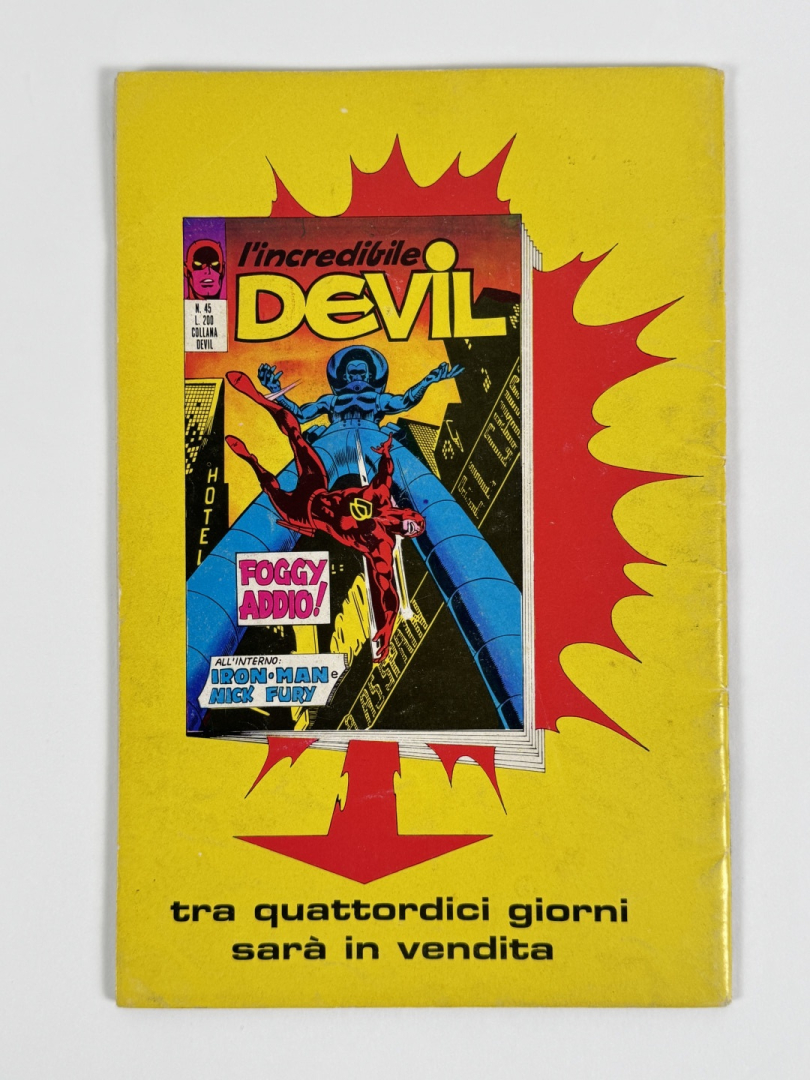 l'incredibile
DEVIL
N. 45
L. 200
COLLANA
DEVIL
HOTEL
FOGGY
ADDIO!
ALL'INTERNO:
IRON·MAN e
NICK FURY
tra quattordici giorni
sarà in vendita